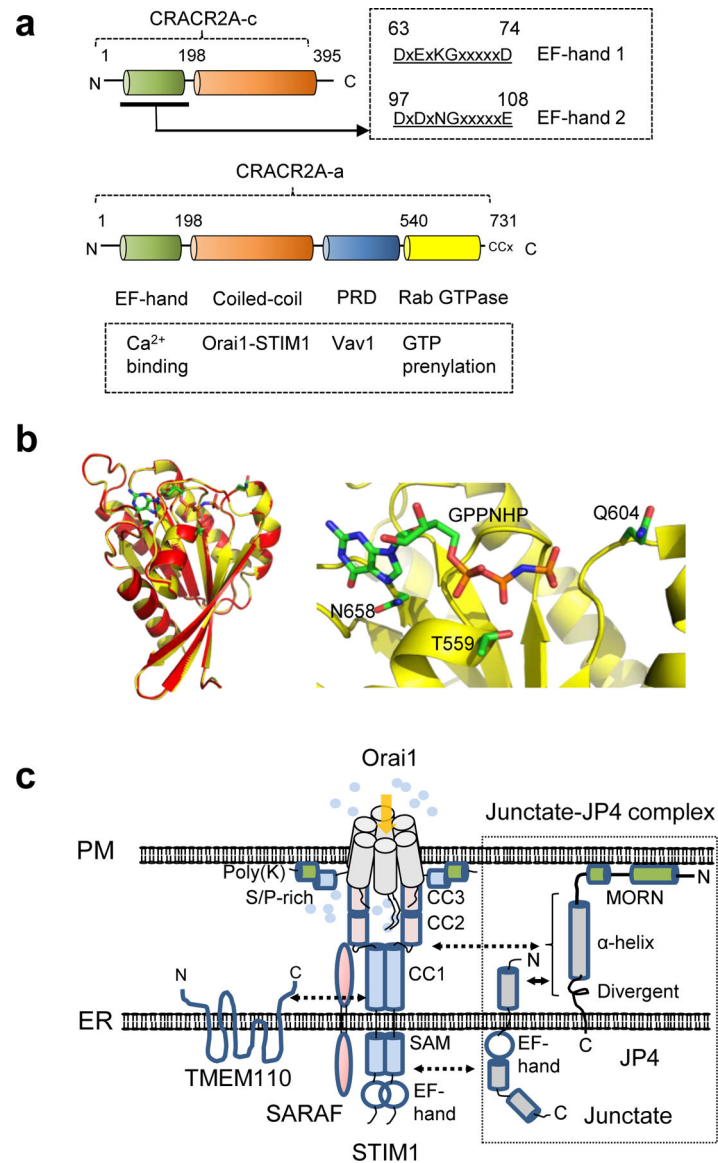 a
CRACR2A-c
1 198 395
N C
63 74
DxExKGxxxxxD EF-hand 1
97 108
DxDxNGxxxxxE EF-hand 2
CRACR2A-a
1 198 540 731
N CCx C
EF-hand Coiled-coil PRD Rab GTPase
Ca2+ Orai1-STIM1 Vav1 GTP
binding prenylation
b
GPPNHP Q604
N658
T559
c
Orai1
Junctate-JP4 complex
PM
Poly(K)
S/P-rich
CC3
CC2
CC1
MORN N
α-helix
N
Divergent
N C
ER
C
SAM
EF-hand
JP4
TMEM110
SARAF
EF-
hand
C
Junctate
STIM1